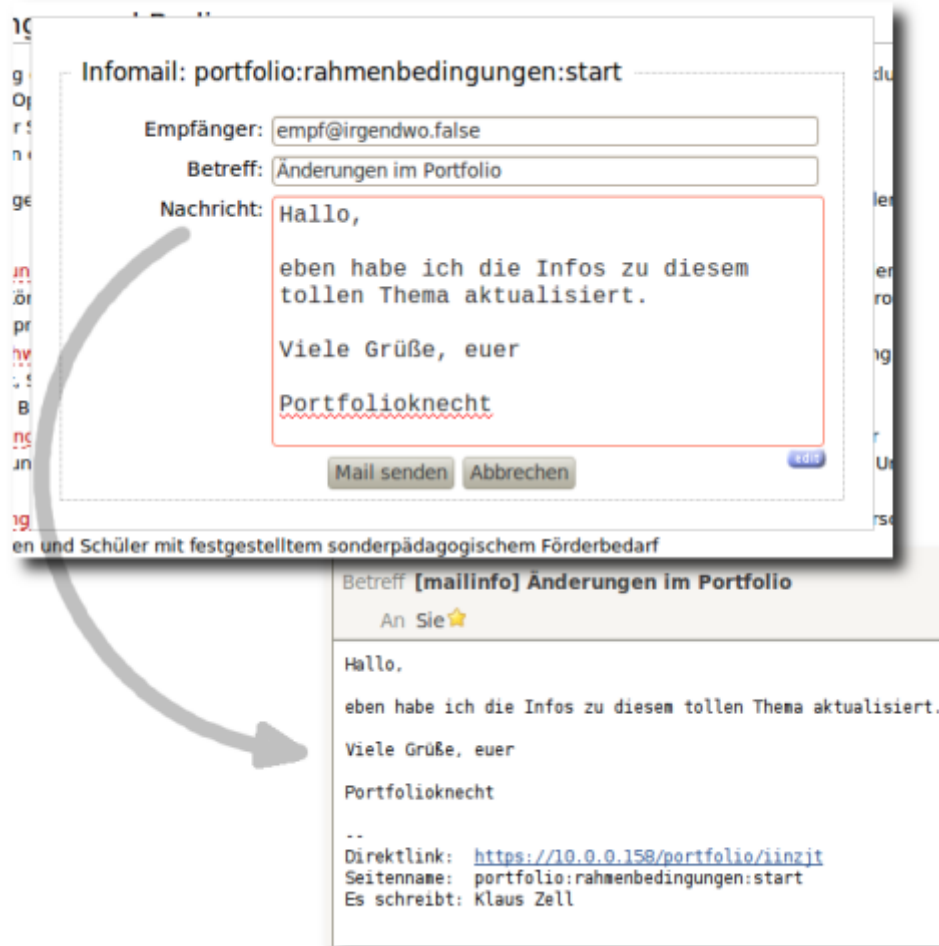 Infomail: portfolio:rahmenbedingungen:start
Empfänger: empf@irgendwo.false
Betreff: Änderungen im Portfolio
Nachricht: Hallo,
eben habe ich die Infos zu diesem
tollen Thema aktualisiert.
Viele Grüße, euer
Portfolioknecht
edit
Mail senden Abbrechen
en und Schüler mit festgestelltem sonderpädagogischem Förderbedarf
Betreff [mailinfo] Änderungen im Portfolio
An Sie
Hallo,
eben habe ich die Infos zu diesem tollen Thema aktualisiert.
Viele Grüße, euer
Portfolioknecht
--
Direktlink: https://10.0.0.158/portfolio/iinzjt
Seitenname: portfolio:rahmenbedingungen:start
Es schreibt: Klaus Zell